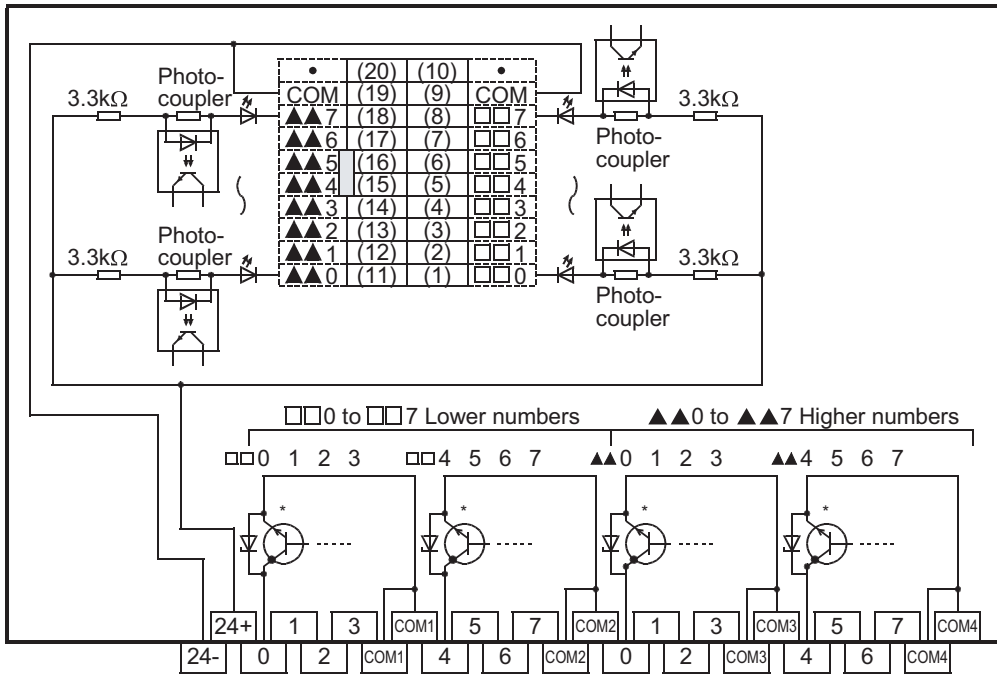 • (20) (10) •
COM (19) (9) COM
▲▲7 (18) (8) □□7
▲▲6 (17) (7) □□6
▲▲5 (16) (6) □□5
▲▲4 (15) (5) □□4
▲▲3 (14) (4) □□3
▲▲2 (13) (3) □□2
▲▲1 (12) (2) □□1
▲▲0 (11) (1) □□0
3.3kΩ
Photo-
coupler
3.3kΩ
Photo-
coupler
3.3kΩ
Photo-
coupler
3.3kΩ
Photo-
coupler
□□0 to □□7 Lower numbers
▲▲0 to ▲▲7 Higher numbers
□□0 1 2 3 □□4 5 6 7 ▲▲0 1 2 3 ▲▲4 5 6 7
* * * *
24+ 1 3 COM1 5 7 COM2 1 3 COM3 5 7 COM4
24- 0 2 COM1 4 6 COM2 0 2 COM3 4 6 COM4